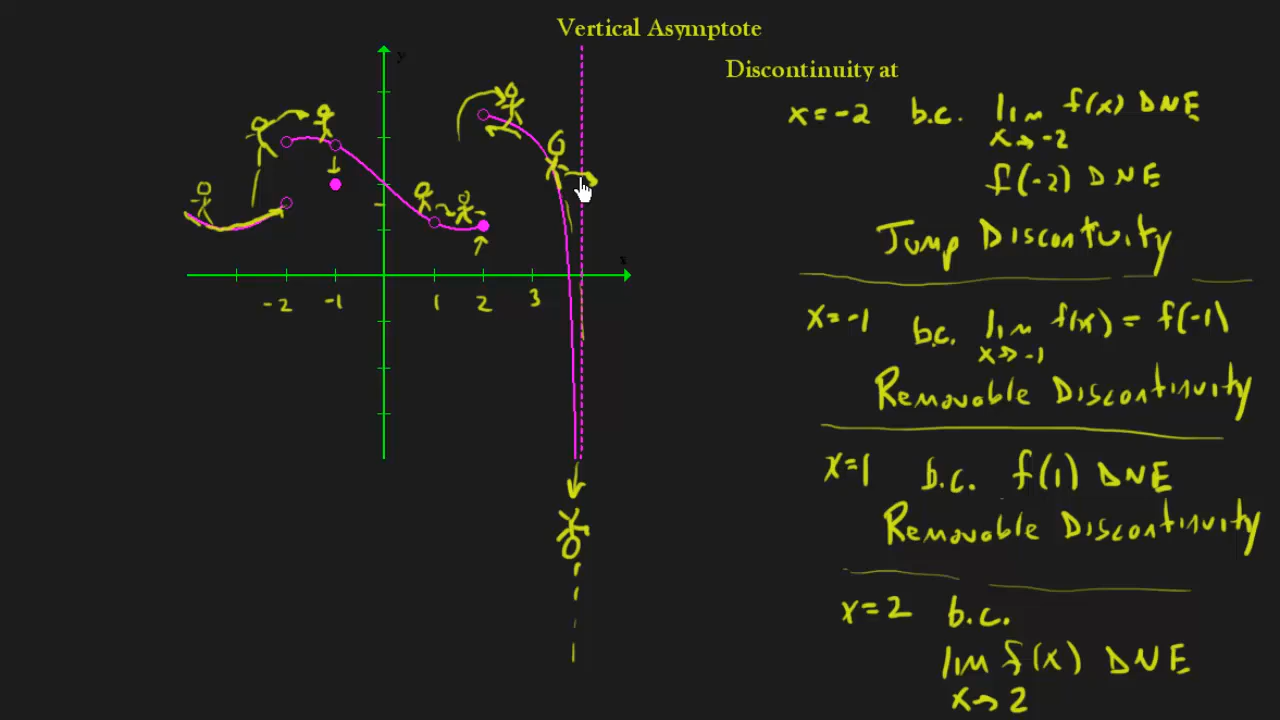 Vertical Asymptote
Discontinuity at
y
x
-2 -1 1 2 3
x=-2 b.c. lim f(x) DNE
x→-2
f(-2) DNE
Jump Discontuity
x=-1 b.c. lim f(x) = f(-1)
x→-1
Removable Discontinuity
x=1 b.c. f(1) DNE
Removable Discontinuity
x=2 b.c.
lim f(x) DNE
x→2